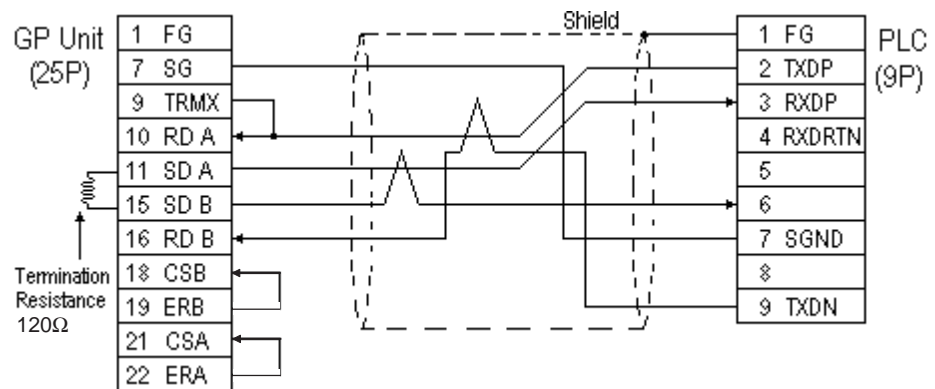 Shield
GP Unit
(25P)
1 FG
7 SG
9 TRMX
10 RD A
11 SD A
15 SD B
16 RD B
18 CSB
19 ERB
21 CSA
22 ERA
Termination
Resistance
120Ω
PLC
(9P)
1 FG
2 TXDP
3 RXDP
4 RXDRTN
5
6
7 SGND
8
9 TXDN